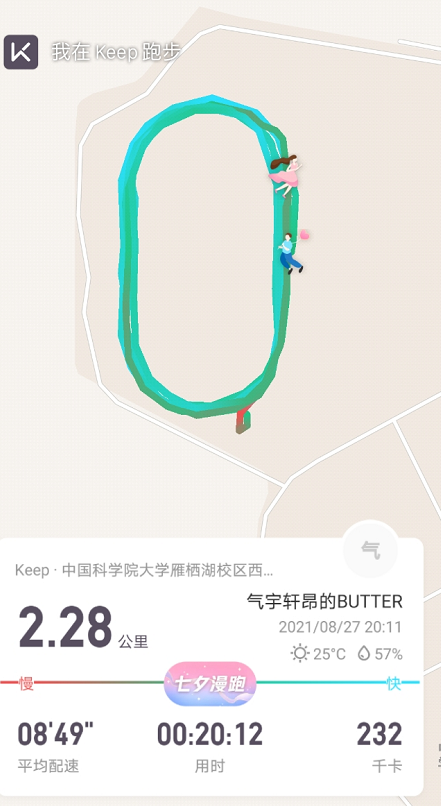 我在 Keep 跑步
气
Keep · 中国科学院大学雁栖湖校区西...
气宇轩昂的BUTTER
2.28 公里
2021/08/27 20:11
25°C 57%
慢 七夕漫跑 快
08'49" 00:20:12 232
平均配速 用时 千卡